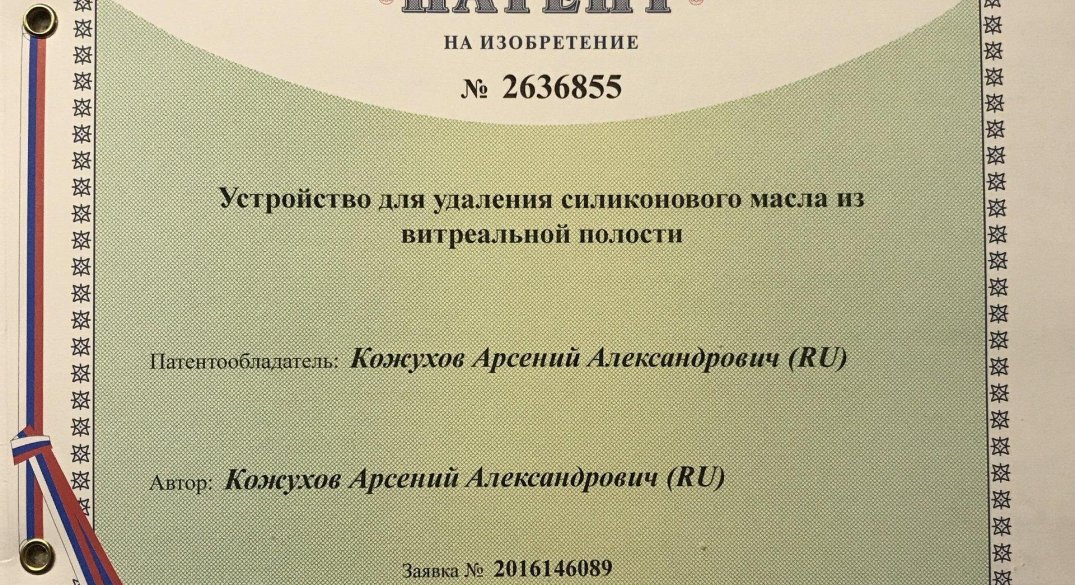 ПАТЕНТ
НА ИЗОБРЕТЕНИЕ
№ 2636855
Устройство для удаления силиконового масла из
витреальной полости
Патентообладатель: Кожухов Арсений Александрович (RU)
Автор: Кожухов Арсений Александрович (RU)
Заявка № 2016146089